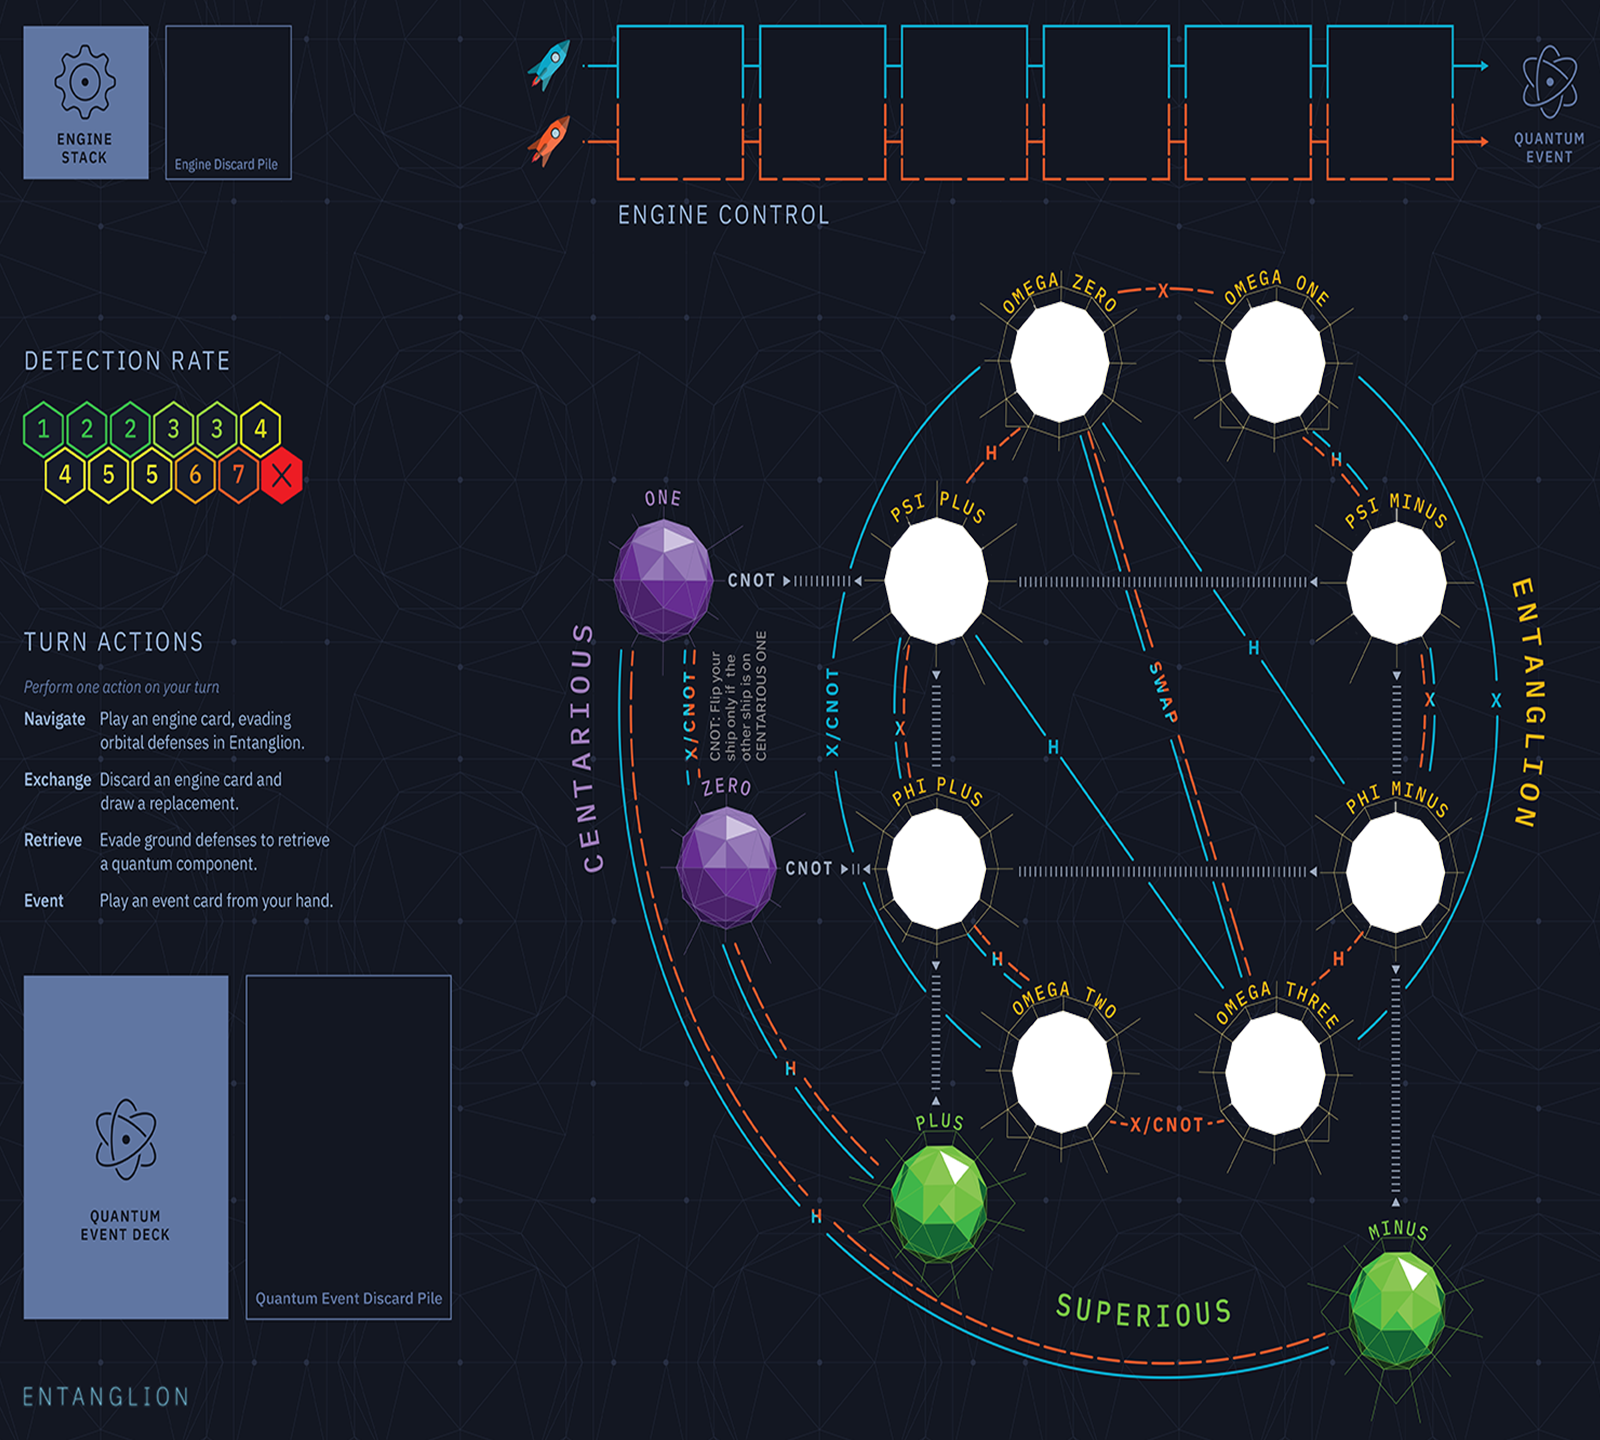 ENGINE
STACK
Engine Discard Pile
QUANTUM
EVENT
ENGINE CONTROL
OMEGA ZERO
X
OMEGA ONE
DETECTION RATE
1 2 2 3 3 4
4 5 5 6 7 X
H
H
ONE
PSI PLUS
PSI MINUS
CNOT
TURN ACTIONS
Perform one action on your turn
Navigate Play an engine card, evading
orbital defenses in Entanglion.
Exchange Discard an engine card and
draw a replacement.
Retrieve Evade ground defenses to retrieve
a quantum component.
Event Play an event card from your hand.
CENTARIOUS
X/CNOT
CNOT: Flip your
ship only if the
other ship is on
CENTARIOUS ONE
X/CNOT
X
H
SWAP
H
X
X
ENTANGLION
ZERO
PHI PLUS
PHI MINUS
CNOT
H
H
OMEGA TWO
OMEGA THREE
H
PLUS
X/CNOT
H
QUANTUM
EVENT DECK
Quantum Event Discard Pile
MINUS
SUPERIOUS
ENTANGLION